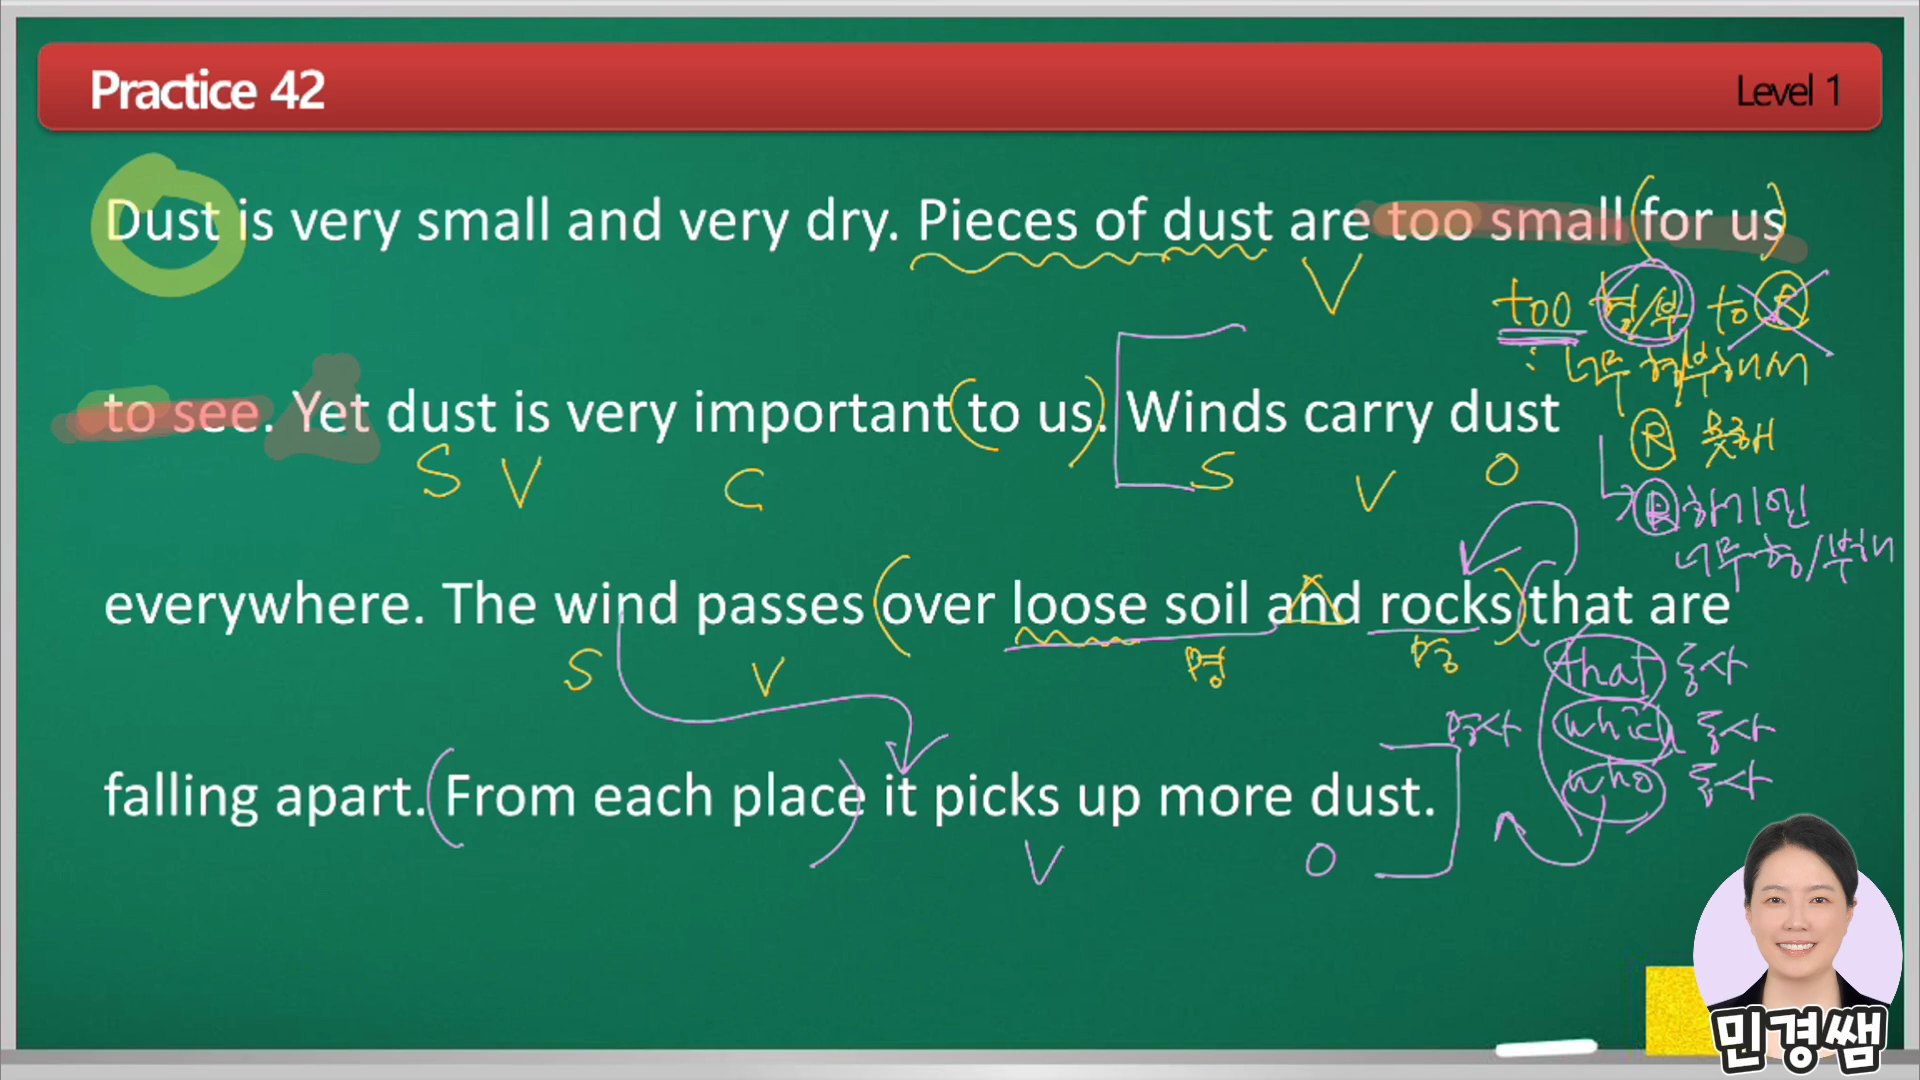 Practice 42
Level 1
Dust is very small and very dry. Pieces of dust are too small (for us)
V
too 형/부 to R
: 너무 형/부해서
to see. Yet dust is very important (to us). Winds carry dust
R 못해
S V C S V O
R 하기엔
너무 형/부해
everywhere. The wind passes (over loose soil and rocks) (that are
S V 명 명
that 동사
명사 which 동사
who 동사
falling apart. (From each place) it picks up more dust.
V O
민경쌤